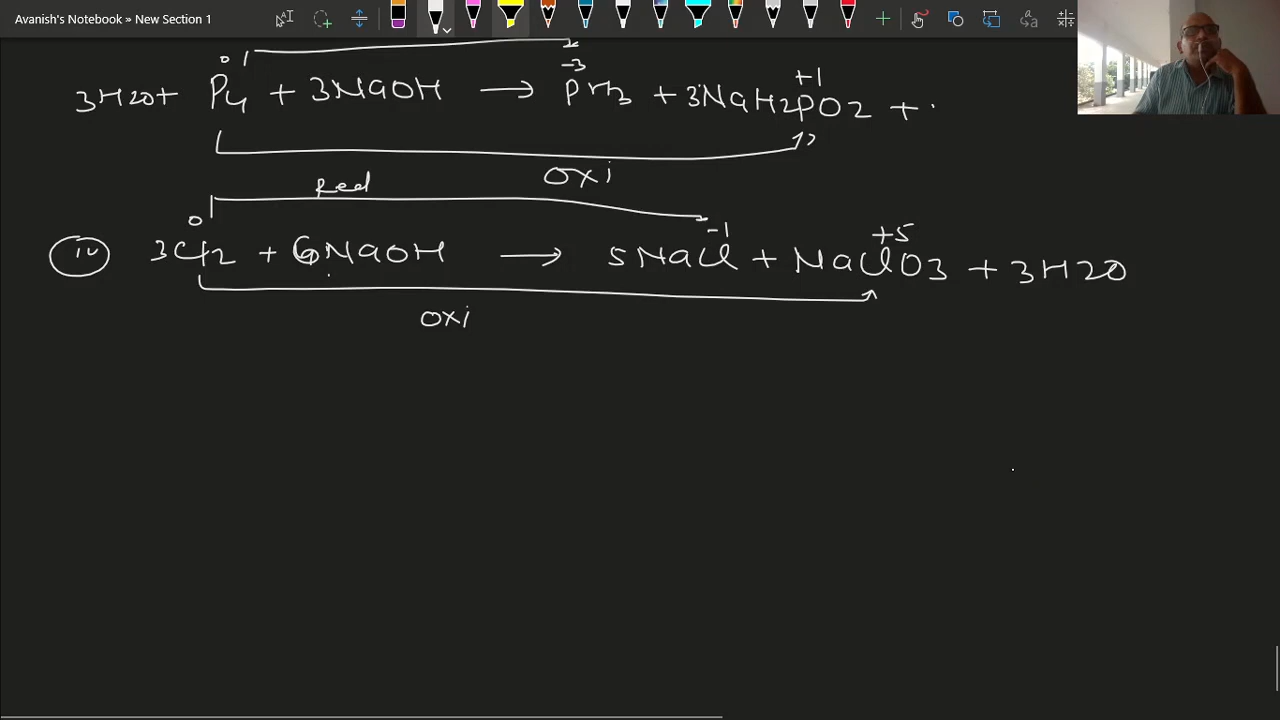 Avanish's Notebook » New Section 1
0 -3 +1
3H2O+ P4 + 3NaOH → PH3 + 3NaH2PO2 +
oxi
Red
0 -1 +5
iv 3Cl2 + 6NaOH → 5NaCl + NaClO3 + 3H2O
oxi